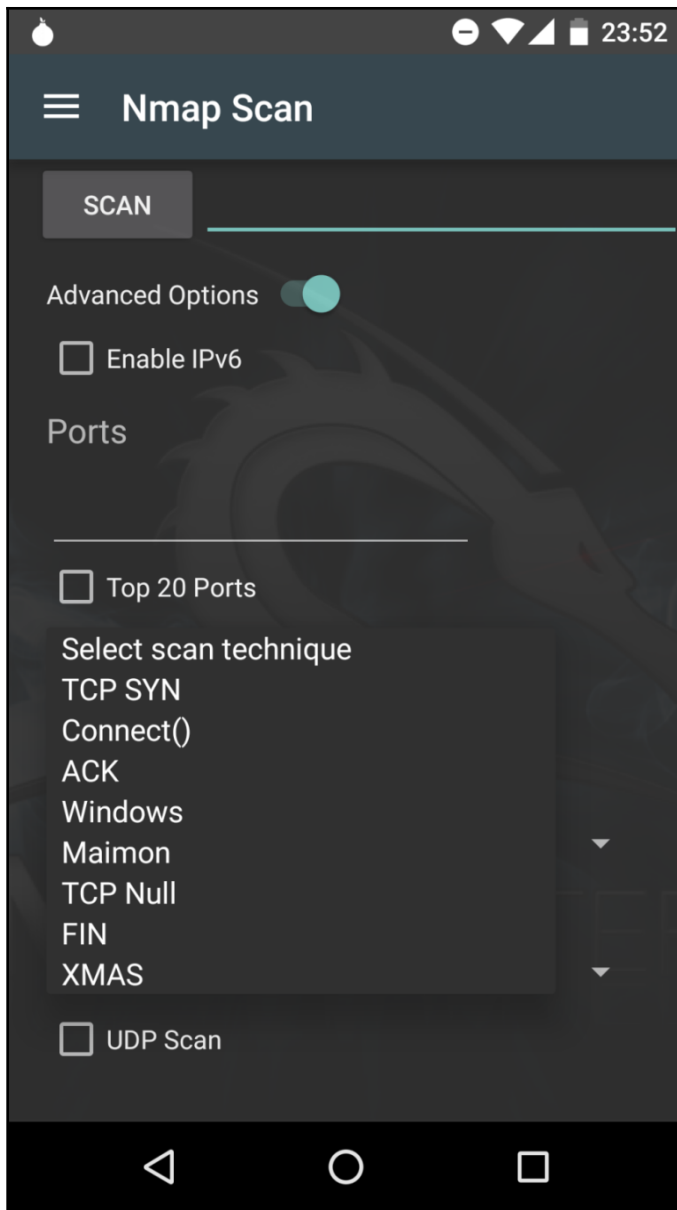 23:52
Nmap Scan
SCAN
Advanced Options
Enable IPv6
Ports
Top 20 Ports
Select scan technique
TCP SYN
Connect()
ACK
Windows
Maimon
TCP Null
FIN
XMAS
UDP Scan